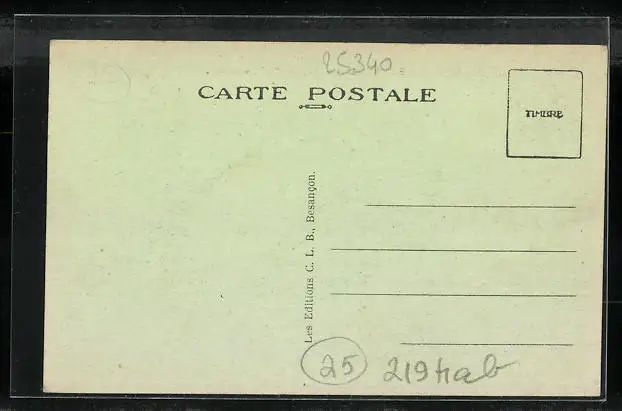 25340
CARTE POSTALE
TIMBRE
Les Editions C. L. B., Besançon.
25
219 hab